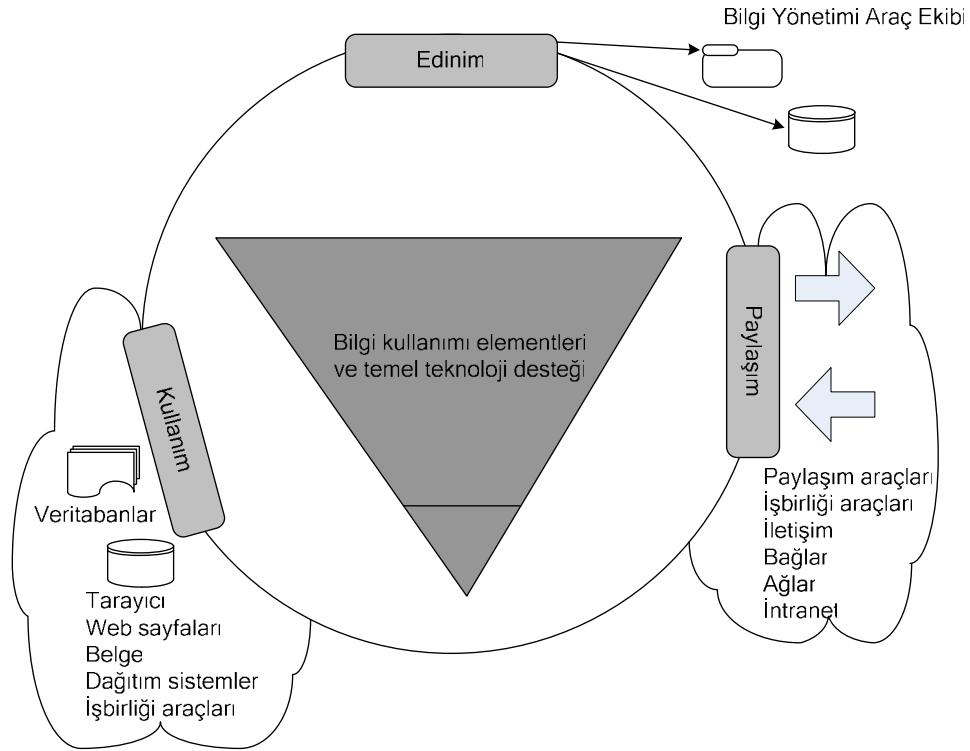 Bilgi Yönetimi Araç Ekibi
Edinim
Bilgi kullanımı elementleri
ve temel teknoloji desteği
Paylaşım
Paylaşım araçları
İşbirliği araçları
İletişim
Bağlar
Ağlar
İntranet
Kullanım
Veritabanlar
Tarayıcı
Web sayfaları
Belge
Dağıtım sistemler
İşbirliği araçları